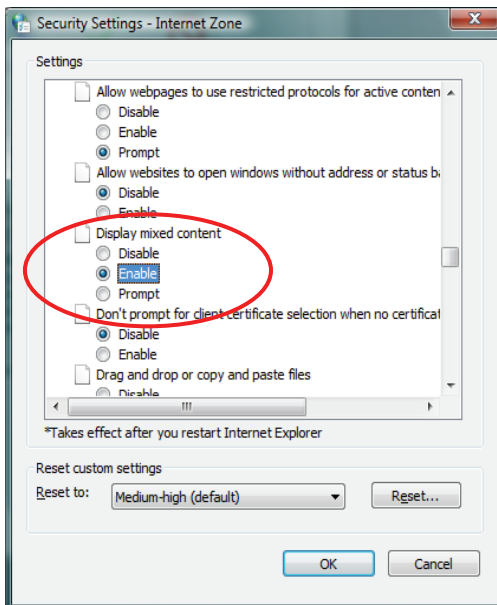 Security Settings - Internet Zone
Settings
Allow webpages to use restricted protocols for active conten
Disable
Enable
Prompt
Allow websites to open windows without address or status ba
Disable
Enable
Display mixed content
Disable
Enable
Prompt
Don't prompt for client certificate selection when no certificat
Disable
Enable
Drag and drop or copy and paste files
Disable
*Takes effect after you restart Internet Explorer
Reset custom settings
Reset to: Medium-high (default) Reset...
OK Cancel